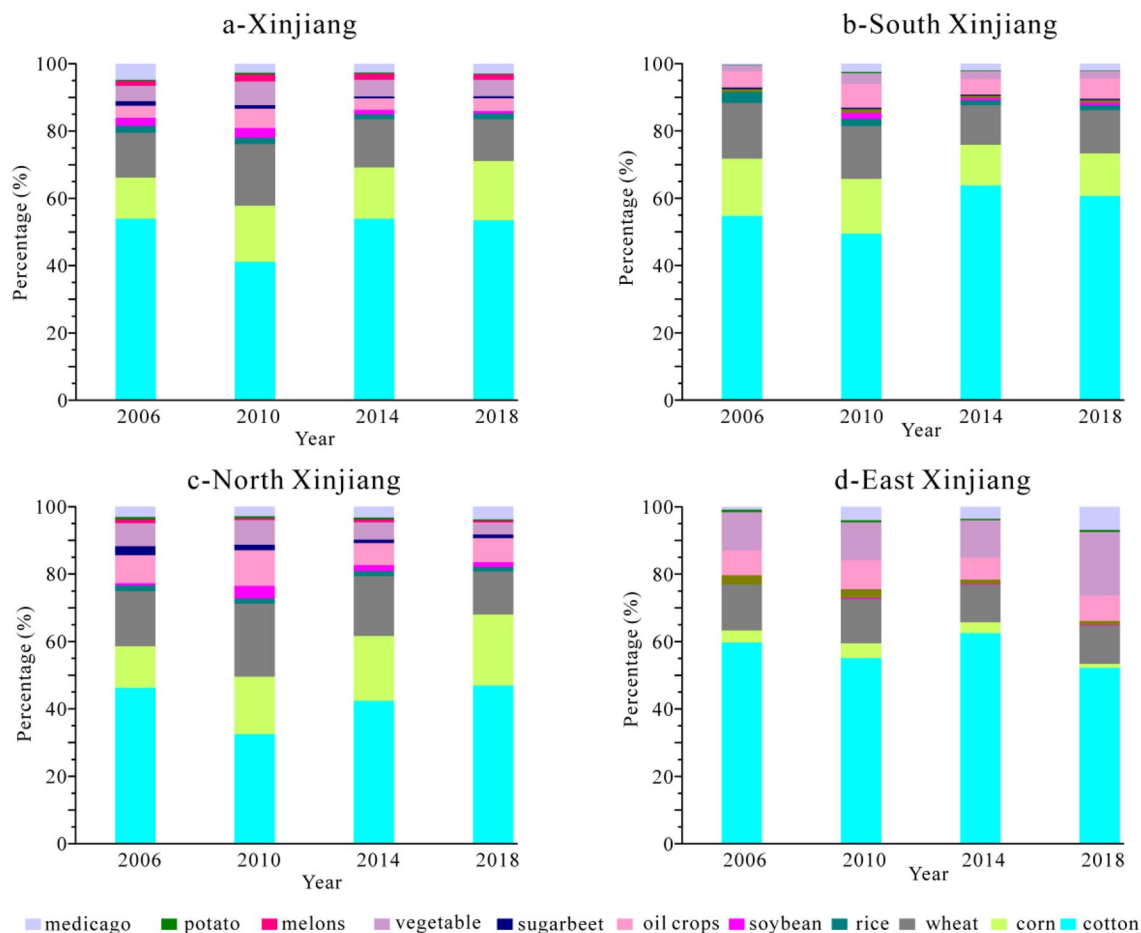 a-Xinjiang
b-South Xinjiang
Percentage (%)
100
80
60
40
20
0
2006 2010 2014 2018
Year
Percentage (%)
100
80
60
40
20
0
2006 2010 2014 2018
Year
c-North Xinjiang
d-East Xinjiang
Percentage (%)
100
80
60
40
20
0
2006 2010 2014 2018
Year
Percentage (%)
100
80
60
40
20
0
2006 2010 2014 2018
Year
medicago potato melons vegetable sugarbeet oil crops soybean rice wheat corn cotton